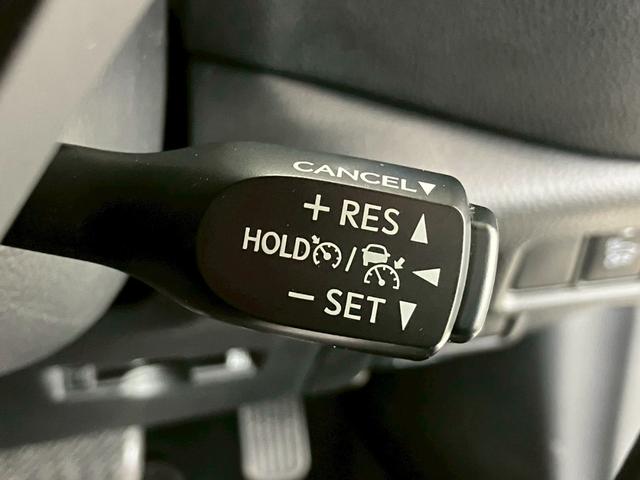 CANCEL▼
+ RES ▲
HOLD / ◀
− SET ▼